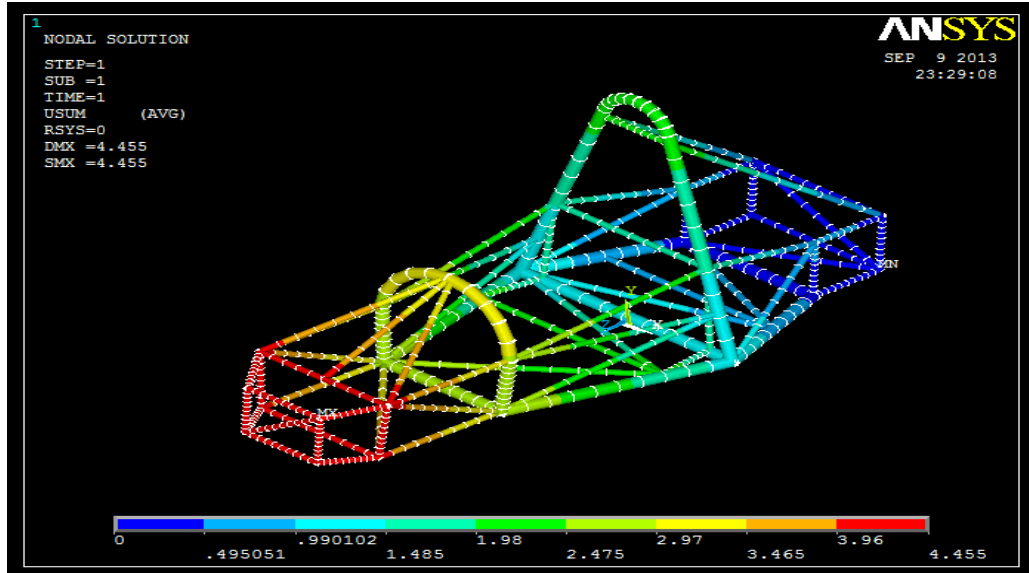 1
NODAL SOLUTION
STEP=1
SUB =1
TIME=1
USUM (AVG)
RSYS=0
DMX =4.455
SMX =4.455
ANSYS
SEP 9 2013
23:29:08
MN
Y
X
MX
0 .990102 1.98 2.97 3.96
.495051 1.485 2.475 3.465 4.455